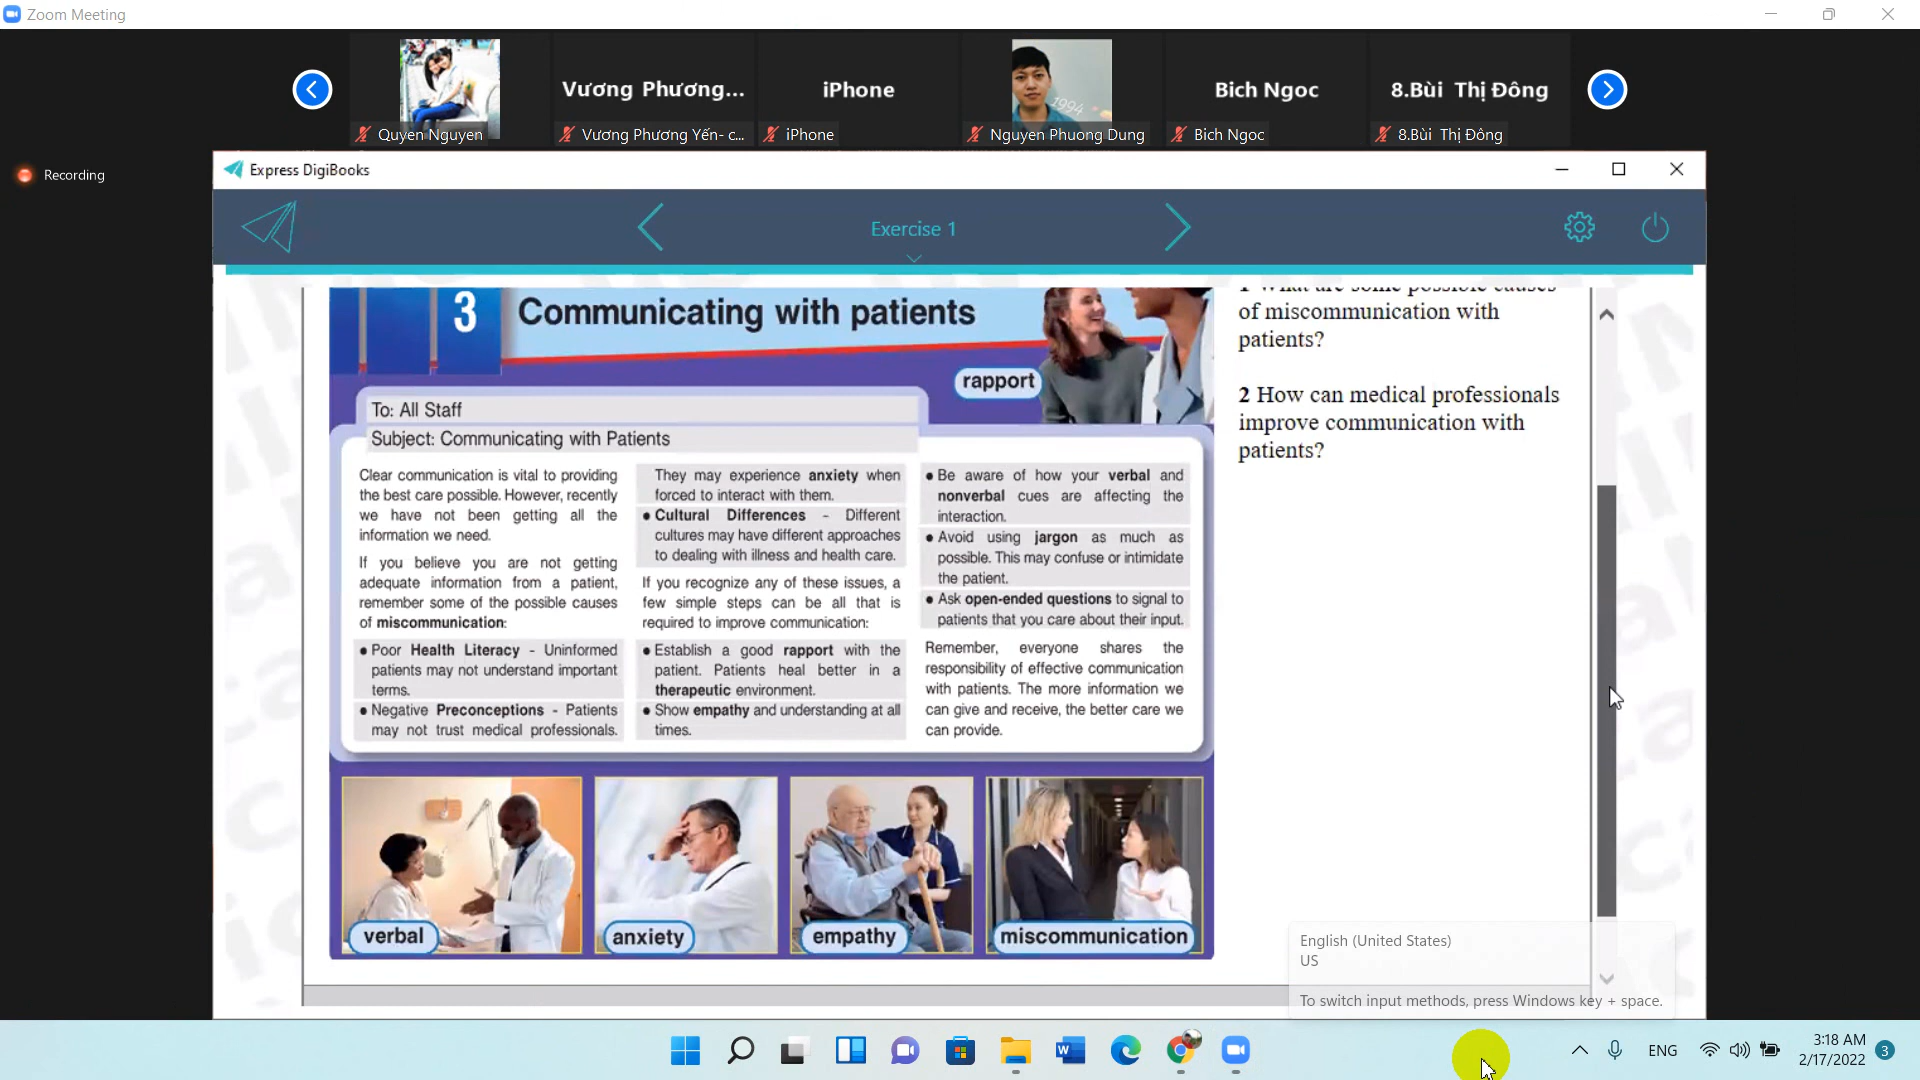 Zoom Meeting
Vương Phương...
iPhone
Bich Ngoc
8.Bùi Thị Đông
1994
Quyen Nguyen
Vương Phương Yến- c...
iPhone
Nguyen Phuong Dung
Bich Ngoc
8.Bùi Thị Đông
Recording
Express DigiBooks
Exercise 1
3
Communicating with patients
rapport
To: All Staff
Subject: Communicating with Patients
Clear communication is vital to providing
the best care possible. However, recently
we have not been getting all the
information we need.
If you believe you are not getting
adequate information from a patient,
remember some of the possible causes
of miscommunication:
• Poor Health Literacy - Uninformed
patients may not understand important
terms.
• Negative Preconceptions - Patients
may not trust medical professionals.
They may experience anxiety when
forced to interact with them.
• Cultural Differences - Different
cultures may have different approaches
to dealing with illness and health care.
If you recognize any of these issues, a
few simple steps can be all that is
required to improve communication:
• Establish a good rapport with the
patient. Patients heal better in a
therapeutic environment.
• Show empathy and understanding at all
times.
• Be aware of how your verbal and
nonverbal cues are affecting the
interaction.
• Avoid using jargon as much as
possible. This may confuse or intimidate
the patient.
• Ask open-ended questions to signal to
patients that you care about their input.
Remember, everyone shares the
responsibility of effective communication
with patients. The more information we
can give and receive, the better care we
can provide.
verbal
anxiety
empathy
miscommunication
1 What are some possible causes
of miscommunication with
patients?
2 How can medical professionals
improve communication with
patients?
English (United States)
US
To switch input methods, press Windows key + space.
ENG
3:18 AM
2/17/2022
3